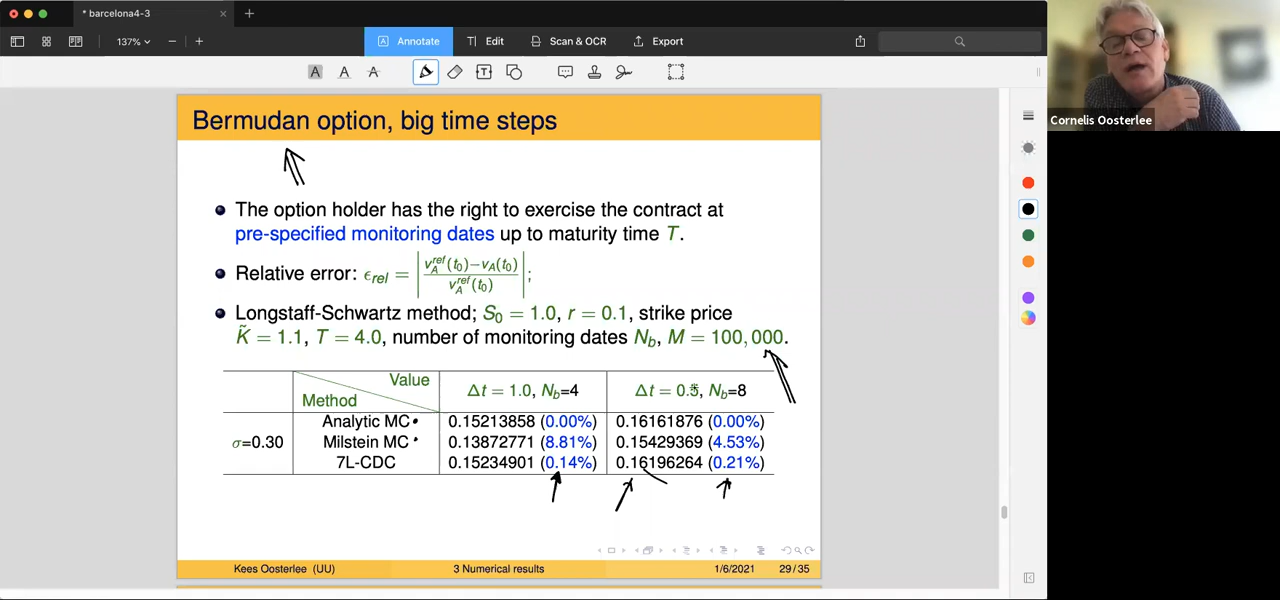 * barcelona4-3
137%
Annotate
Edit
Scan & OCR
Export
Cornelis Oosterlee
Bermudan option, big time steps
The option holder has the right to exercise the contract at
pre-specified monitoring dates up to maturity time T.
Relative error: ϵ_rel = | (v_A^ref(t_0) − v_A(t_0)) / v_A^ref(t_0) | ;
Longstaff-Schwartz method; S_0 = 1.0, r = 0.1, strike price
K̃ = 1.1, T = 4.0, number of monitoring dates N_b, M = 100,000.
Value
Method
Δt = 1.0, N_b=4
Δt = 0.5, N_b=8
σ=0.30
Analytic MC 0.15213858 (0.00%) 0.16161876 (0.00%)
Milstein MC 0.13872771 (8.81%) 0.15429369 (4.53%)
7L-CDC 0.15234901 (0.14%) 0.16196264 (0.21%)
Kees Oosterlee (UU) 3 Numerical results 1/6/2021 29/35